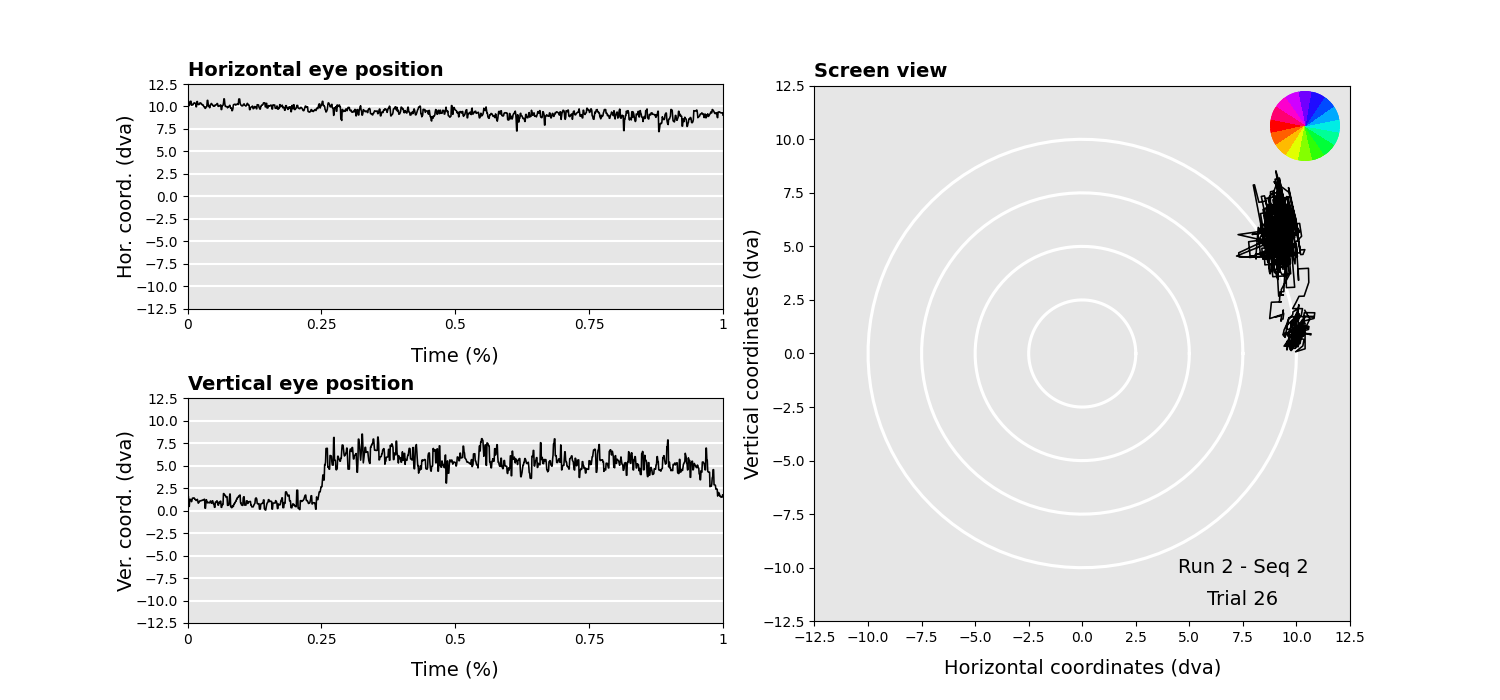 Horizontal eye position
12.5
10.0
7.5
5.0
2.5
0.0
−2.5
−5.0
−7.5
−10.0
−12.5
Hor. coord. (dva)
0 0.25 0.5 0.75 1
Time (%)
Vertical eye position
12.5
10.0
7.5
5.0
2.5
0.0
−2.5
−5.0
−7.5
−10.0
−12.5
Ver. coord. (dva)
0 0.25 0.5 0.75 1
Time (%)
Screen view
12.5
10.0
7.5
5.0
2.5
0.0
−2.5
−5.0
−7.5
−10.0
−12.5
Vertical coordinates (dva)
Run 2 - Seq 2
Trial 26
−12.5 −10.0 −7.5 −5.0 −2.5 0.0 2.5 5.0 7.5 10.0 12.5
Horizontal coordinates (dva)